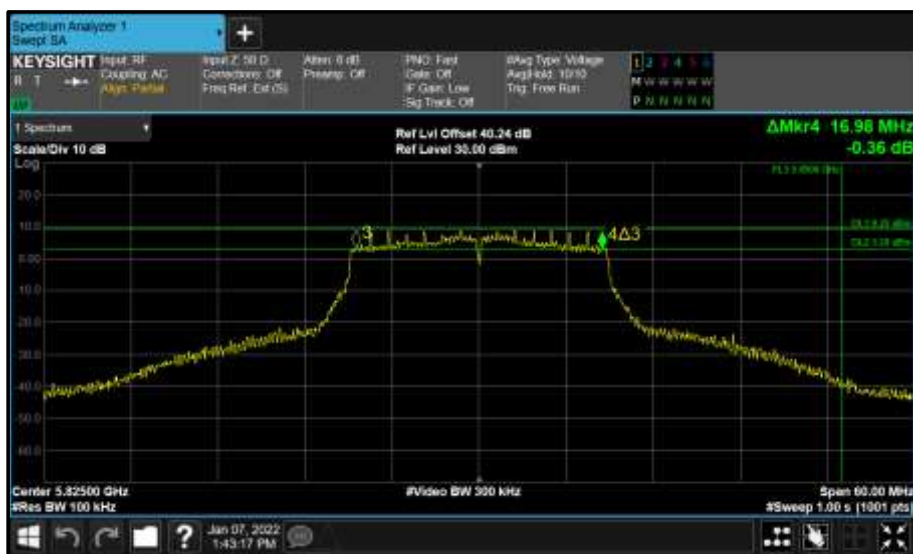 Spectrum Analyzer 1
Swept SA
+
KEYSIGHT
R T
Input: RF
Coupling: AC
Align: Partial
Input Z: 50 Ω
Corrections: Off
Freq Ref: Ext (S)
Atten: 0 dB
Preamp: Off
PNO: Fast
Gate: Off
IF Gain: Low
Sig Track: Off
#Avg Type: Voltage
Avg|Hold: 10/10
Trig: Free Run
1 2 3 4 5 6
M W W W W W
P N N N N N
1 Spectrum
Scale/Div 10 dB
Ref Lvl Offset 40.24 dB
Ref Level 30.00 dBm
ΔMkr4 16.98 MHz
-0.36 dB
Log
20.0
10.0
0.00
-10.0
-20.0
-30.0
-40.0
-50.0
-60.0
3
4Δ3
Center 5.82500 GHz
#Res BW 100 kHz
#Video BW 300 kHz
Span 60.00 MHz
#Sweep 1.00 s (1001 pts)
?
Jan 07, 2022
1:43:17 PM